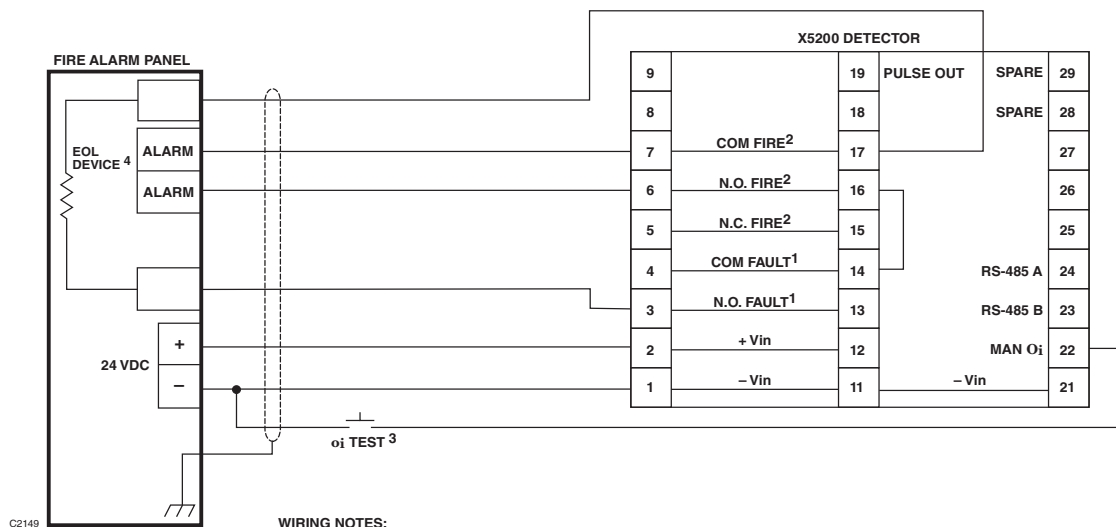 X5200 DETECTOR
FIRE ALARM PANEL
EOL
DEVICE 4
ALARM
ALARM
24 VDC
+
–
oi TEST 3
9
8
7 COM FIRE2 17
6 N.O. FIRE2 16
5 N.C. FIRE2 15
4 COM FAULT1 14
3 N.O. FAULT1 13
2 + Vin 12
1 – Vin 11 – Vin 21
19 PULSE OUT SPARE 29
18 SPARE 28
27
26
25
RS-485 A 24
RS-485 B 23
MAN Oi 22
C2149
WIRING NOTES: